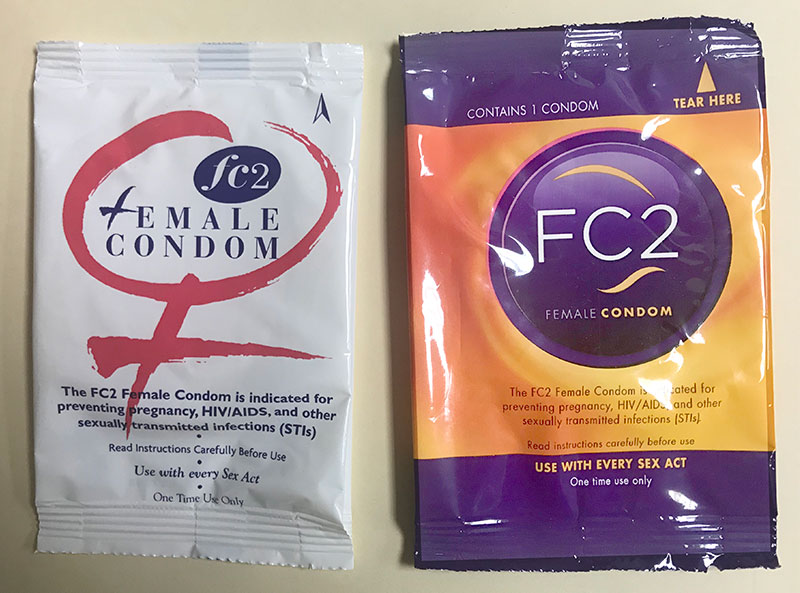 fc2
FEMALE
CONDOM
The FC2 Female Condom is indicated for
preventing pregnancy, HIV/AIDS, and other
sexually transmitted infections (STIs)
Read Instructions Carefully Before Use
Use with every Sex Act
One Time Use Only
CONTAINS 1 CONDOM
TEAR HERE
FC2
FEMALE CONDOM
The FC2 Female Condom is indicated for
preventing pregnancy, HIV/AIDS, and other
sexually transmitted infections (STIs).
Read instructions carefully before use
USE WITH EVERY SEX ACT
One time use only